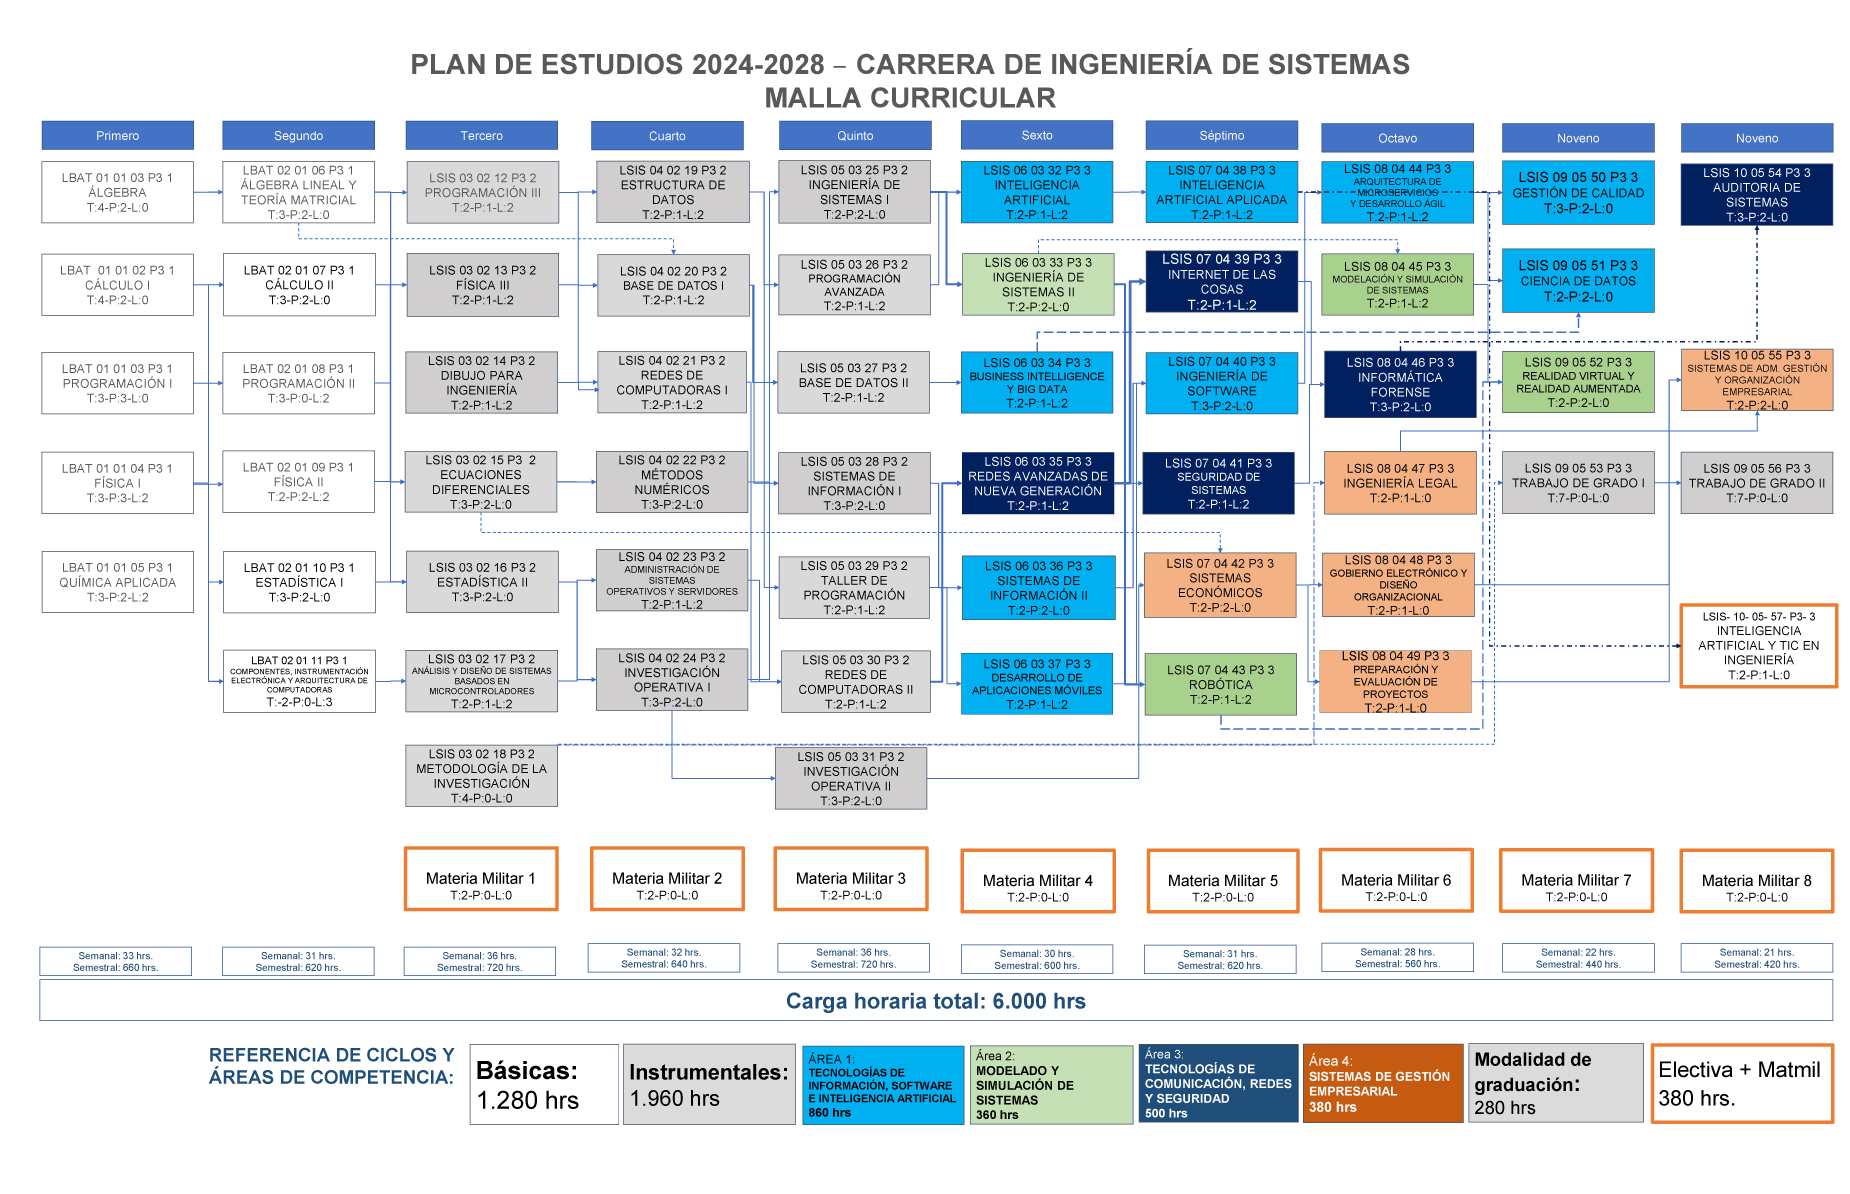 PLAN DE ESTUDIOS 2024-2028 – CARRERA DE INGENIERÍA DE SISTEMAS
MALLA CURRICULAR
Primero
Segundo
Tercero
Cuarto
Quinto
Sexto
Séptimo
Octavo
Noveno
Noveno
LBAT 01 01 03 P3 1
ÁLGEBRA
T:4-P:2-L:0
LBAT 02 01 06 P3 1
ÁLGEBRA LINEAL Y
TEORÍA MATRICIAL
T:3-P:2-L:0
LSIS 03 02 12 P3 2
PROGRAMACIÓN III
T:2-P:1-L:2
LSIS 04 02 19 P3 2
ESTRUCTURA DE
DATOS
T:2-P:1-L:2
LSIS 05 03 25 P3 2
INGENIERÍA DE
SISTEMAS I
T:2-P:2-L:0
LSIS 06 03 32 P3 3
INTELIGENCIA
ARTIFICIAL
T:2-P:1-L:2
LSIS 07 04 38 P3 3
INTELIGENCIA
ARTIFICIAL APLICADA
T:2-P:1-L:2
LSIS 08 04 44 P3 3
ARQUITECTURA DE
MICROSERVICIOS
Y DESARROLLO ÁGIL
T:2-P:1-L:2
LSIS 09 05 50 P3 3
GESTIÓN DE CALIDAD
T:3-P:2-L:0
LSIS 10 05 54 P3 3
AUDITORIA DE
SISTEMAS
T:3-P:2-L:0
LBAT  01 01 02 P3 1
CÁLCULO I
T:4-P:2-L:0
LBAT 02 01 07 P3 1
CÁLCULO II
T:3-P:2-L:0
LSIS 03 02 13 P3 2
FÍSICA III
T:2-P:1-L:2
LSIS 04 02 20 P3 2
BASE DE DATOS I
T:2-P:1-L:2
LSIS 05 03 26 P3 2
PROGRAMACIÓN
AVANZADA
T:2-P:1-L:2
LSIS 06 03 33 P3 3
INGENIERÍA DE
SISTEMAS II
T:2-P:2-L:0
LSIS 07 04 39 P3 3
INTERNET DE LAS
COSAS
T:2-P:1-L:2
LSIS 08 04 45 P3 3
MODELACIÓN Y SIMULACIÓN
DE SISTEMAS
T:2-P:1-L:2
LSIS 09 05 51 P3 3
CIENCIA DE DATOS
T:2-P:2-L:0
LBAT 01 01 03 P3 1
PROGRAMACIÓN I
T:3-P:3-L:0
LBAT 02 01 08 P3 1
PROGRAMACIÓN II
T:3-P:0-L:2
LSIS 03 02 14 P3 2
DIBUJO PARA
INGENIERÍA
T:2-P:1-L:2
LSIS 04 02 21 P3 2
REDES DE
COMPUTADORAS I
T:2-P:1-L:2
LSIS 05 03 27 P3 2
BASE DE DATOS II
T:2-P:1-L:2
LSIS 06 03 34 P3 3
BUSINESS INTELLIGENCE
Y BIG DATA
T:2-P:1-L:2
LSIS 07 04 40 P3 3
INGENIERÍA DE
SOFTWARE
T:3-P:2-L:0
LSIS 08 04 46 P3 3
INFORMÁTICA
FORENSE
T:3-P:2-L:0
LSIS 09 05 52 P3 3
REALIDAD VIRTUAL Y
REALIDAD AUMENTADA
T:2-P:2-L:0
LSIS 10 05 55 P3 3
SISTEMAS DE ADM. GESTIÓN
Y ORGANIZACIÓN
EMPRESARIAL
T:2-P:2-L:0
LBAT 01 01 04 P3 1
FÍSICA I
T:3-P:3-L:2
LBAT 02 01 09 P3 1
FÍSICA II
T:2-P:2-L:2
LSIS 03 02 15 P3  2
ECUACIONES
DIFERENCIALES
T:3-P:2-L:0
LSIS 04 02 22 P3 2
MÉTODOS
NUMÉRICOS
T:3-P:2-L:0
LSIS 05 03 28 P3 2
SISTEMAS DE
INFORMACIÓN I
T:3-P:2-L:0
LSIS 06 03 35 P3 3
REDES AVANZADAS DE
NUEVA GENERACIÓN
T:2-P:1-L:2
LSIS 07 04 41 P3 3
SEGURIDAD DE
SISTEMAS
T:2-P:1-L:2
LSIS 08 04 47 P3 3
INGENIERÍA LEGAL
T:2-P:1-L:0
LSIS 09 05 53 P3 3
TRABAJO DE GRADO I
T:7-P:0-L:0
LSIS 09 05 56 P3 3
TRABAJO DE GRADO II
T:7-P:0-L:0
LBAT 01 01 05 P3 1
QUÍMICA APLICADA
T:3-P:2-L:2
LBAT 02 01 10 P3 1
ESTADÍSTICA I
T:3-P:2-L:0
LSIS 03 02 16 P3 2
ESTADÍSTICA II
T:3-P:2-L:0
LSIS 04 02 23 P3 2
ADMINISTRACIÓN DE
SISTEMAS
OPERATIVOS Y SERVIDORES
T:2-P:1-L:2
LSIS 05 03 29 P3 2
TALLER DE
PROGRAMACIÓN
T:2-P:1-L:2
LSIS 06 03 36 P3 3
SISTEMAS DE
INFORMACIÓN II
T:2-P:2-L:0
LSIS 07 04 42 P3 3
SISTEMAS
ECONÓMICOS
T:2-P:2-L:0
LSIS 08 04 48 P3 3
GOBIERNO ELECTRÓNICO Y
DISEÑO
ORGANIZACIONAL
T:2-P:1-L:0
LSIS- 10- 05- 57- P3- 3
INTELIGENCIA
ARTIFICIAL Y TIC EN
INGENIERÍA
T:2-P:1-L:0
LBAT 02 01 11 P3 1
COMPONENTES, INSTRUMENTACIÓN
ELECTRÓNICA Y ARQUITECTURA DE
COMPUTADORAS
T:-2-P:0-L:3
LSIS 03 02 17 P3 2
ANÁLISIS Y DISEÑO DE SISTEMAS
BASADOS EN
MICROCONTROLADORES
T:2-P:1-L:2
LSIS 04 02 24 P3 2
INVESTIGACIÓN
OPERATIVA I
T:3-P:2-L:0
LSIS 05 03 30 P3 2
REDES DE
COMPUTADORAS II
T:2-P:1-L:2
LSIS 06 03 37 P3 3
DESARROLLO DE
APLICACIONES MÓVILES
T:2-P:1-L:2
LSIS 07 04 43 P3 3
ROBÓTICA
T:2-P:1-L:2
LSIS 08 04 49 P3 3
PREPARACIÓN Y
EVALUACIÓN DE
PROYECTOS
T:2-P:1-L:0
LSIS 03 02 18 P3 2
METODOLOGÍA DE LA
INVESTIGACIÓN
T:4-P:0-L:0
LSIS 05 03 31 P3 2
INVESTIGACIÓN
OPERATIVA II
T:3-P:2-L:0
Materia Militar 1
T:2-P:0-L:0
Materia Militar 2
T:2-P:0-L:0
Materia Militar 3
T:2-P:0-L:0
Materia Militar 4
T:2-P:0-L:0
Materia Militar 5
T:2-P:0-L:0
Materia Militar 6
T:2-P:0-L:0
Materia Militar 7
T:2-P:0-L:0
Materia Militar 8
T:2-P:0-L:0
Semanal: 33 hrs.
Semestral: 660 hrs.
Semanal: 31 hrs.
Semestral: 620 hrs.
Semanal: 36 hrs.
Semestral: 720 hrs.
Semanal: 32 hrs.
Semestral: 640 hrs.
Semanal: 36 hrs.
Semestral: 720 hrs.
Semanal: 30 hrs.
Semestral: 600 hrs.
Semanal: 31 hrs.
Semestral: 620 hrs.
Semanal: 28 hrs.
Semestral: 560 hrs.
Semanal: 22 hrs.
Semestral: 440 hrs.
Semanal: 21 hrs.
Semestral: 420 hrs.
Carga horaria total: 6.000 hrs
REFERENCIA DE CICLOS Y
ÁREAS DE COMPETENCIA:
Básicas:
1.280 hrs
Instrumentales:
1.960 hrs
ÁREA 1:
TECNOLOGÍAS DE
INFORMACIÓN, SOFTWARE
E INTELIGENCIA ARTIFICIAL
860 hrs
Área 2:
MODELADO Y
SIMULACIÓN DE
SISTEMAS
360 hrs
Área 3:
TECNOLOGÍAS DE
COMUNICACIÓN, REDES
Y SEGURIDAD
500 hrs
Área 4:
SISTEMAS DE GESTIÓN
EMPRESARIAL
380 hrs
Modalidad de
graduación:
280 hrs
Electiva + Matmil
380 hrs.